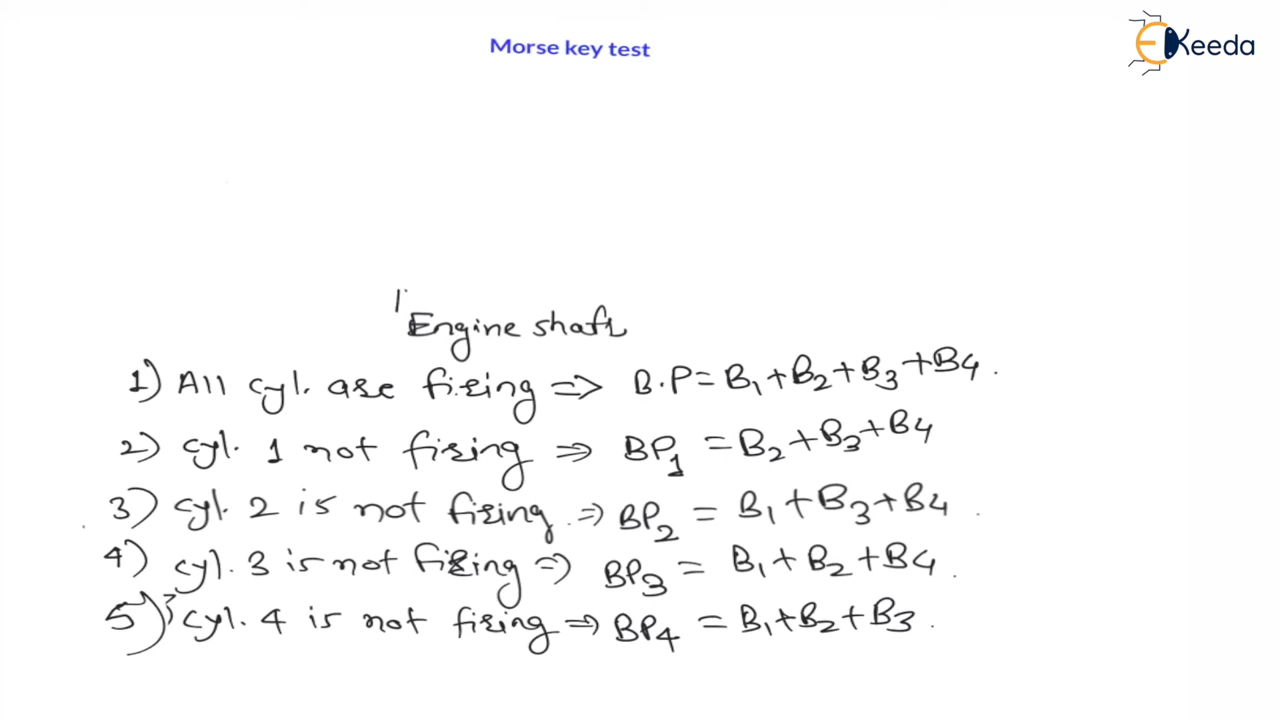 Morse key test
EKeeda
Engine shaft
1) All cyl. are firing => B.P = B1 + B2 + B3 + B4 .
2) cyl. 1 not firing => BP1 = B2 + B3 + B4
3) cyl. 2 is not firing => BP2 = B1 + B3 + B4 .
4) cyl. 3 is not firing => BP3 = B1 + B2 + B4 .
5) cyl. 4 is not firing => BP4 = B1 + B2 + B3 .